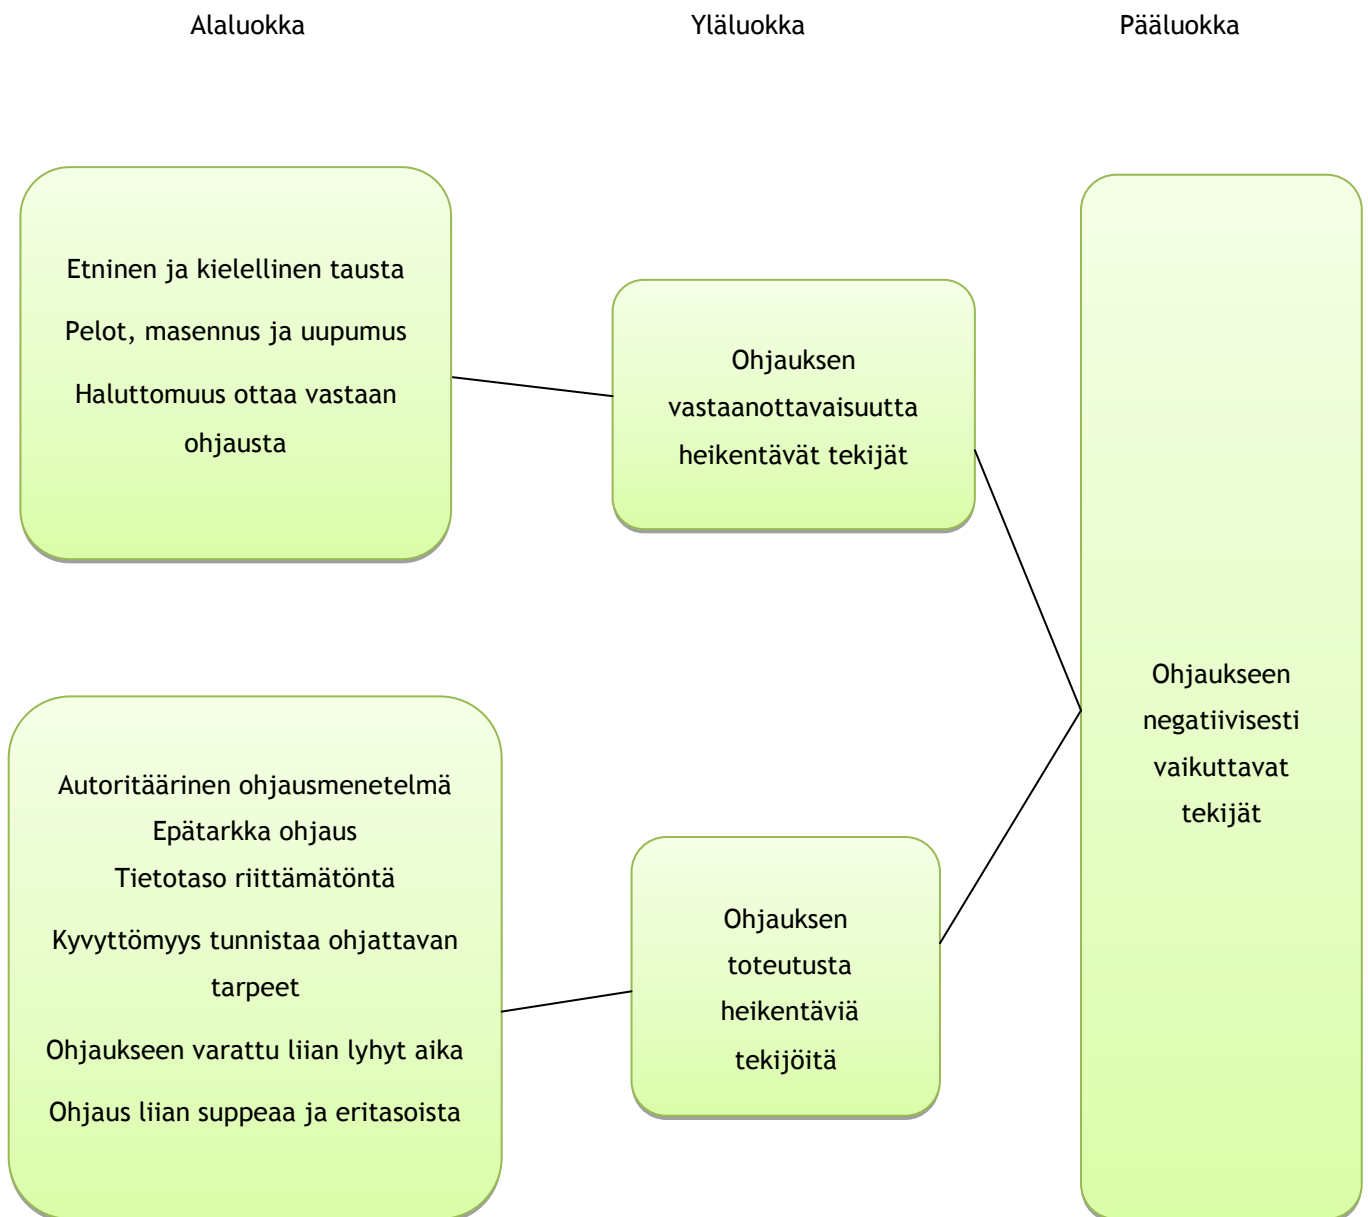 Alaluokka
Yläluokka
Pääluokka
Etninen ja kielellinen tausta
Pelot, masennus ja uupumus
Haluttomuus ottaa vastaan
ohjausta
Ohjauksen
vastaanottavaisuutta
heikentävät tekijät
Autoritäärinen ohjausmenetelmä
Epätarkka ohjaus
Tietotaso riittämätöntä
Kyvyttömyys tunnistaa ohjattavan
tarpeet
Ohjaukseen varattu liian lyhyt aika
Ohjaus liian suppeaa ja eritasoista
Ohjauksen
toteutusta
heikentäviä
tekijöitä
Ohjaukseen
negatiivisesti
vaikuttavat
tekijät